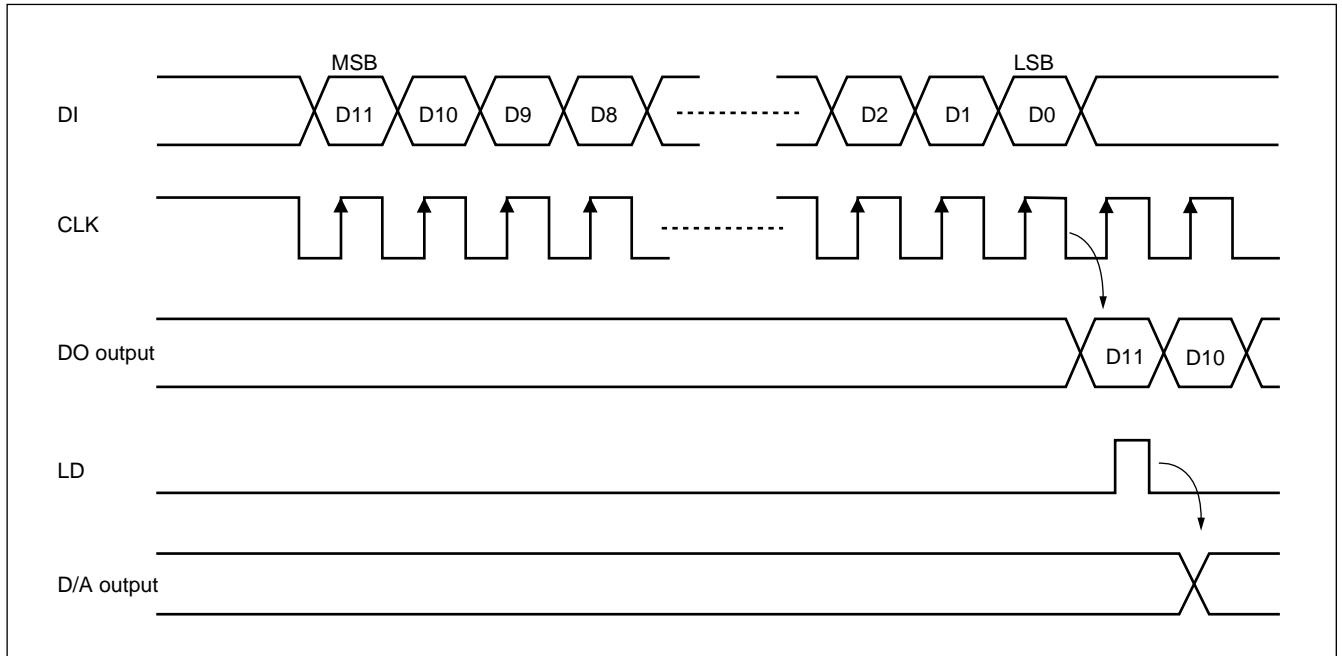 MSB LSB
DI D11 D10 D9 D8 D2 D1 D0
CLK
DO output D11 D10
LD
D/A output